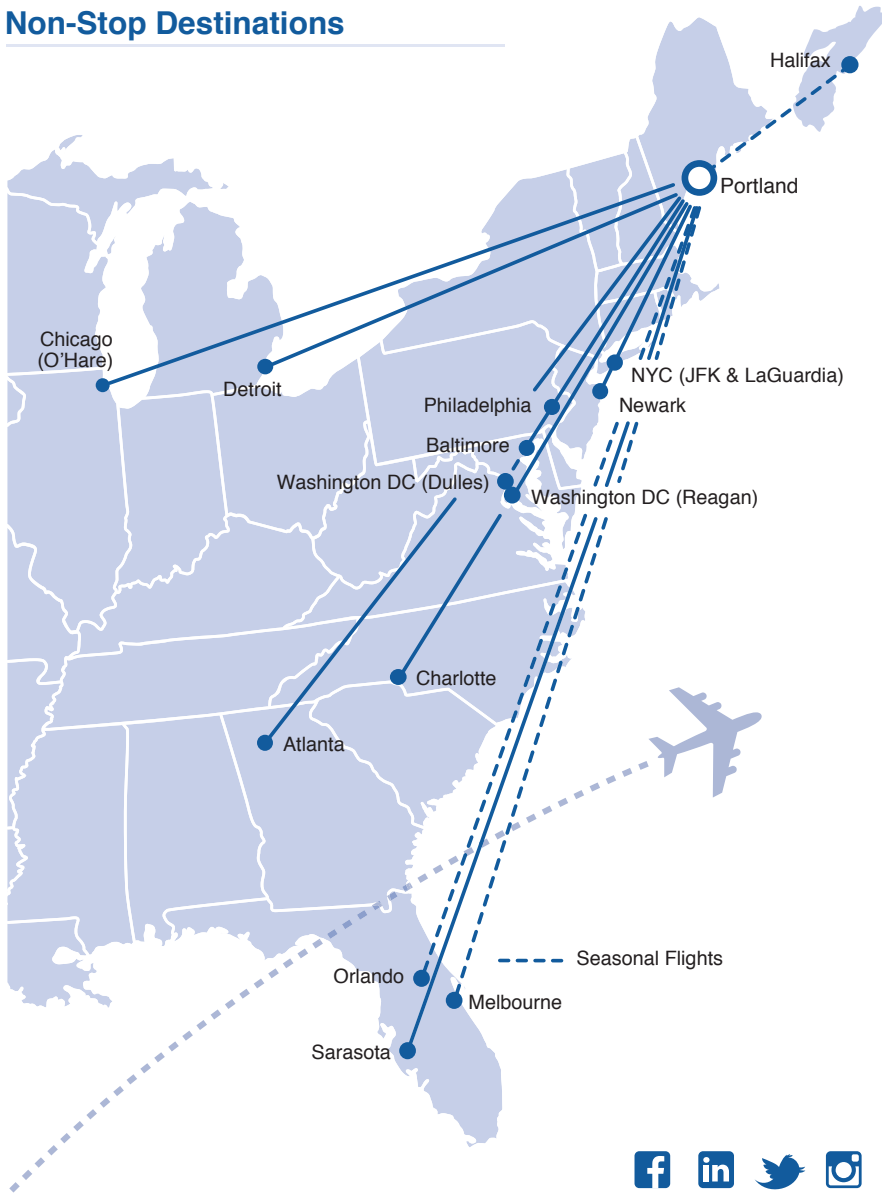 Non-Stop Destinations
Halifax
Portland
Chicago
(O'Hare)
Detroit
NYC (JFK & LaGuardia)
Newark
Philadelphia
Baltimore
Washington DC (Dulles)
Washington DC (Reagan)
Charlotte
Atlanta
Seasonal Flights
Orlando
Melbourne
Sarasota